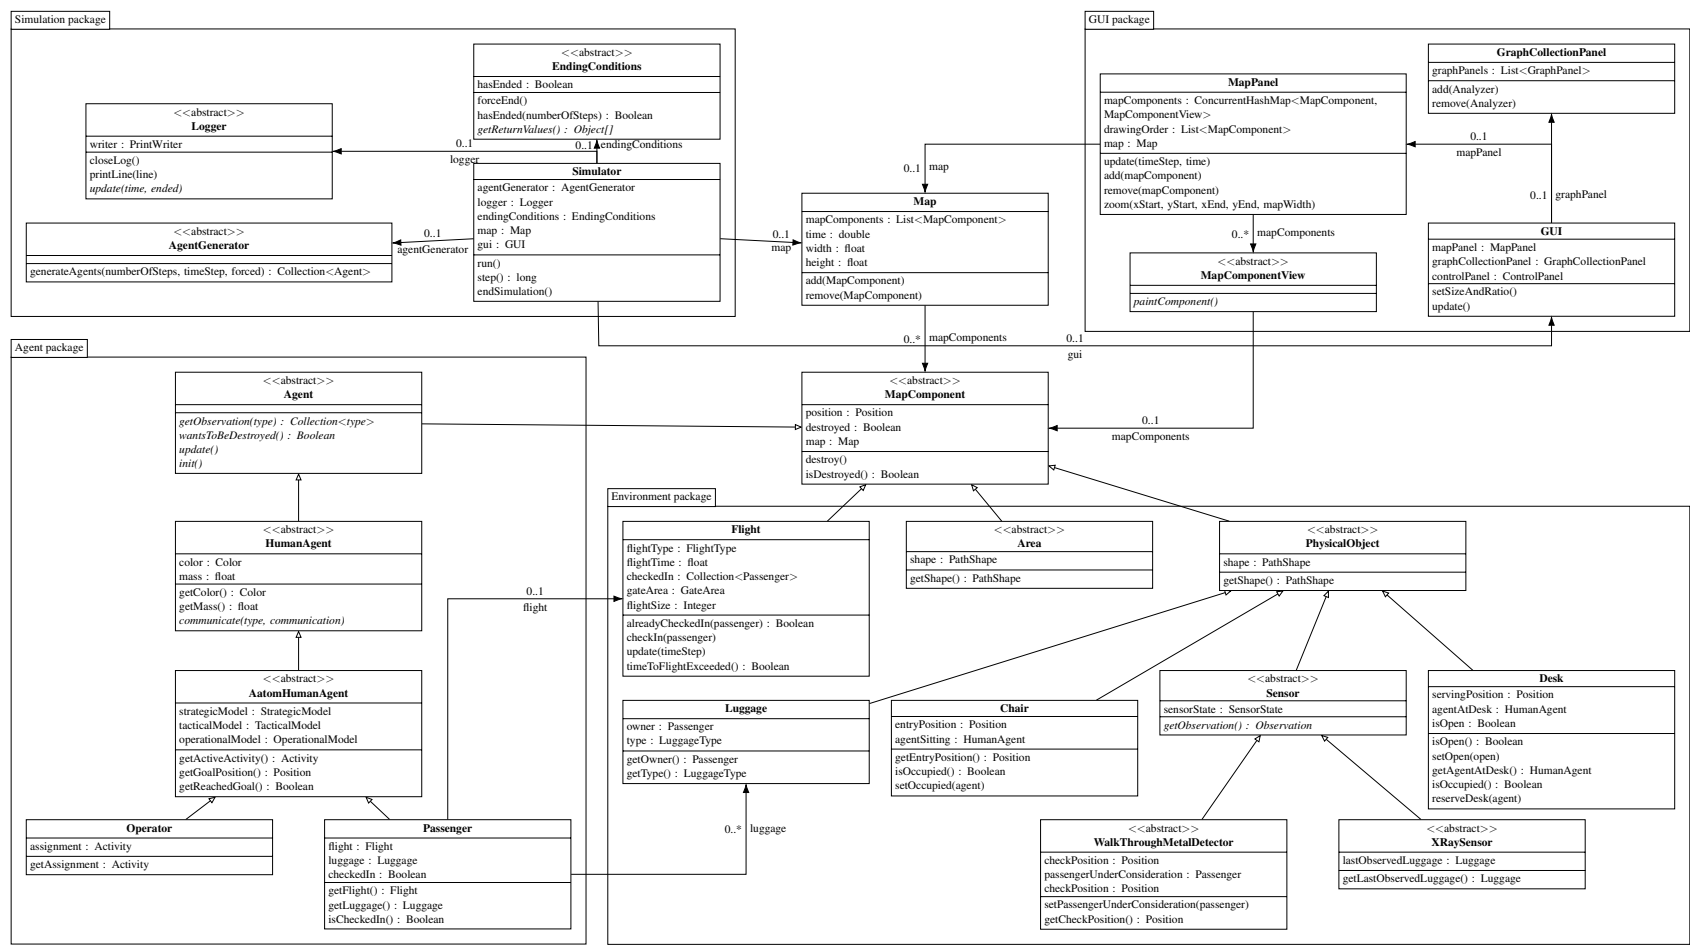 Simulation package
<<abstract>>
EndingConditions
hasEnded : Boolean
forceEnd()
hasEnded(numberOfSteps) : Boolean
getReturnValues() : Object[]
<<abstract>>
Logger
writer : PrintWriter
closeLog()
printLine(line)
update(time, ended)
0..1
logger
0..1
endingConditions
Simulator
agentGenerator : AgentGenerator
logger : Logger
endingConditions : EndingConditions
map : Map
gui : GUI
run()
step() : long
endSimulation()
<<abstract>>
AgentGenerator
generateAgents(numberOfSteps, timeStep, forced) : Collection<Agent>
0..1
agentGenerator
0..1
map
0..1
map
Map
mapComponents : List<MapComponent>
time : double
width : float
height : float
add(MapComponent)
remove(MapComponent)
GUI package
MapPanel
mapComponents : ConcurrentHashMap<MapComponent,
MapComponentView>
drawingOrder : List<MapComponent>
map : Map
update(timeStep, time)
add(mapComponent)
remove(mapComponent)
zoom(xStart, yStart, xEnd, yEnd, mapWidth)
GraphCollectionPanel
graphPanels : List<GraphPanel>
add(Analyzer)
remove(Analyzer)
0..1
mapPanel
0..1
graphPanel
0..*
mapComponents
<<abstract>>
MapComponentView
paintComponent()
GUI
mapPanel : MapPanel
graphCollectionPanel : GraphCollectionPanel
controlPanel : ControlPanel
setSizeAndRatio()
update()
0..*
mapComponents
0..1
gui
Agent package
<<abstract>>
Agent
getObservation(type) : Collection<type>
wantsToBeDestroyed() : Boolean
update()
init()
<<abstract>>
MapComponent
position : Position
destroyed : Boolean
map : Map
destroy()
isDestroyed() : Boolean
0..1
mapComponents
<<abstract>>
HumanAgent
color : Color
mass : float
getColor() : Color
getMass() : float
communicate(type, communication)
<<abstract>>
AatomHumanAgent
strategicModel : StrategicModel
tacticalModel : TacticalModel
operationalModel : OperationalModel
getActiveActivity() : Activity
getGoalPosition() : Position
getReachedGoal() : Boolean
Operator
assignment : Activity
getAssignment : Activity
Passenger
flight : Flight
luggage : Luggage
checkedIn : Boolean
getFlight() : Flight
getLuggage() : Luggage
isCheckedIn() : Boolean
0..1
flight
0..*
luggage
Environment package
Flight
flightType : FlightType
flightTime : float
checkedIn : Collection<Passenger>
gateArea : GateArea
flightSize : Integer
alreadyCheckedIn(passenger) : Boolean
checkIn(passenger)
update(timeStep)
timeToFlightExceeded() : Boolean
<<abstract>>
Area
shape : PathShape
getShape() : PathShape
<<abstract>>
PhysicalObject
shape : PathShape
getShape() : PathShape
Luggage
owner : Passenger
type : LuggageType
getOwner() : Passenger
getType() : LuggageType
Chair
entryPosition : Position
agentSitting : HumanAgent
getEntryPosition() : Position
isOccupied() : Boolean
setOccupied(agent)
<<abstract>>
Sensor
sensorState : SensorState
getObservation() : Observation
Desk
servingPosition : Position
agentAtDesk : HumanAgent
isOpen : Boolean
isOpen() : Boolean
setOpen(open)
getAgentAtDesk() : HumanAgent
isOccupied() : Boolean
reserveDesk(agent)
<<abstract>>
WalkThroughMetalDetector
checkPosition : Position
passengerUnderConsideration : Passenger
checkPosition : Position
setPassengerUnderConsideration(passenger)
getCheckPosition() : Position
<<abstract>>
XRaySensor
lastObservedLuggage : Luggage
getLastObservedLuggage() : Luggage